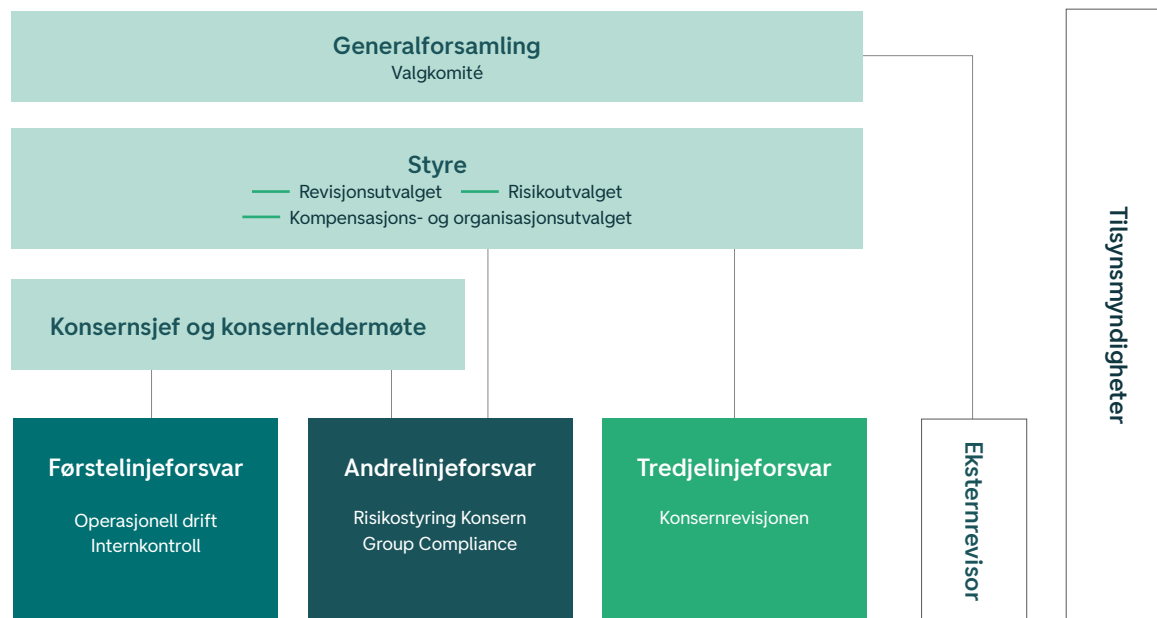 Generalforsamling
Valgkomité
Styre
Revisjonsutvalget Risikoutvalget
Kompensasjons- og organisasjonsutvalget
Konsernsjef og konsernledermøte
Førstelinjeforsvar
Operasjonell drift
Internkontroll
Andrelinjeforsvar
Risikostyring Konsern
Group Compliance
Tredjelinjeforsvar
Konsernrevisjonen
Eksternrevisor
Tilsynsmyndigheter